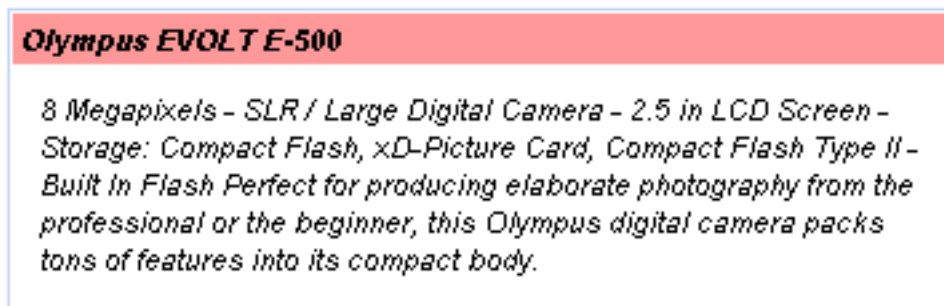 Olympus EVOLT E-500
8 Megapixels - SLR / Large Digital Camera - 2.5 in LCD Screen -
Storage: Compact Flash, xD-Picture Card, Compact Flash Type II -
Built In Flash Perfect for producing elaborate photography from the
professional or the beginner, this Olympus digital camera packs
tons of features into its compact body.